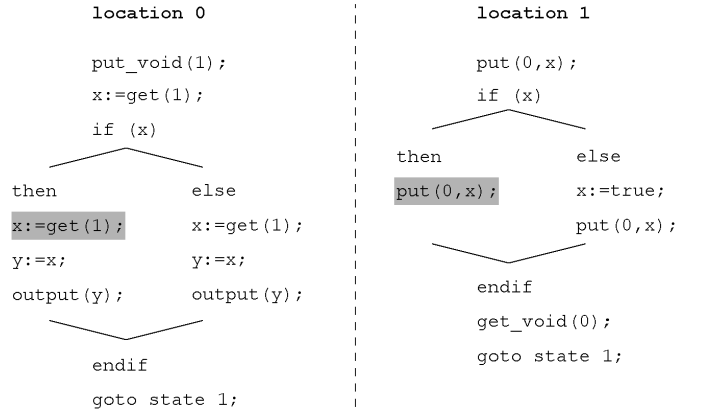 location 0
put_void(1);
x:=get(1);
if (x)
then
x:=get(1);
y:=x;
output(y);
else
x:=get(1);
y:=x;
output(y);
endif
goto state 1;
location 1
put(0,x);
if (x)
then
put(0,x);
else
x:=true;
put(0,x);
endif
get_void(0);
goto state 1;